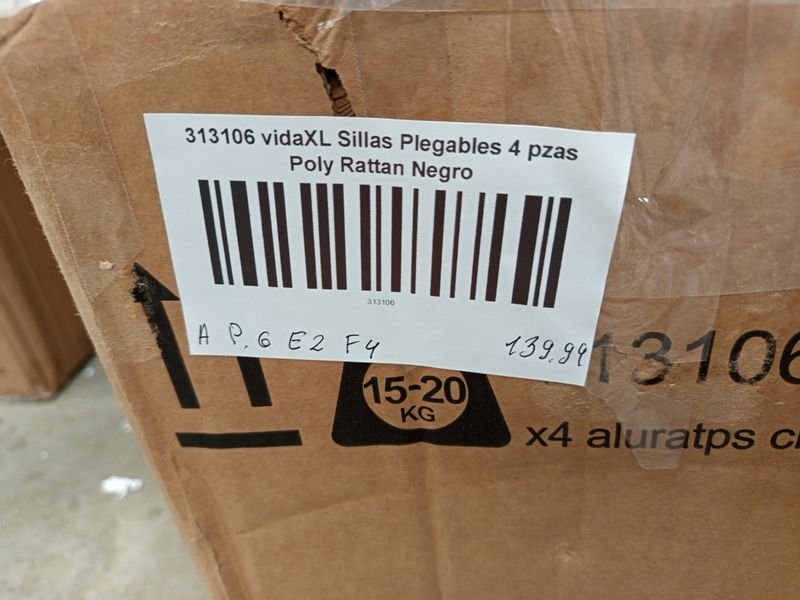 313106 vidaXL Sillas Plegables 4 pzas
Poly Rattan Negro
313106
A P.6 E2 F4 139,99
13106
15-20
KG
x4 aluratps